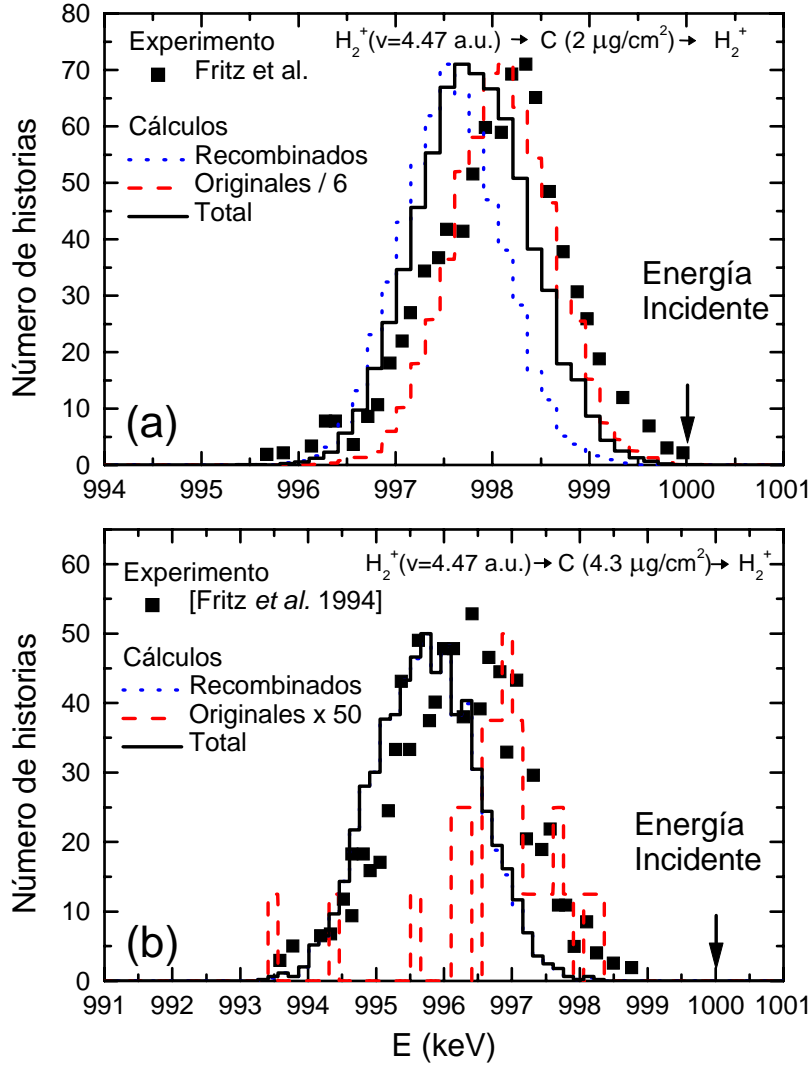 H2+(v=4.47 a.u.) → C (2 μg/cm2) → H2+
Experimento
Fritz et al.
Cálculos
Recombinados
Originales / 6
Total
Energía
Incidente
(a)
Número de historias
80
70
60
50
40
30
20
10
0
994 995 996 997 998 999 1000 1001
H2+(v=4.47 a.u.) → C (4.3 μg/cm2) → H2+
Experimento
[Fritz et al. 1994]
Cálculos
Recombinados
Originales x 50
Total
Energía
Incidente
(b)
Número de historias
60
50
40
30
20
10
0
991 992 993 994 995 996 997 998 999 1000 1001
E (keV)